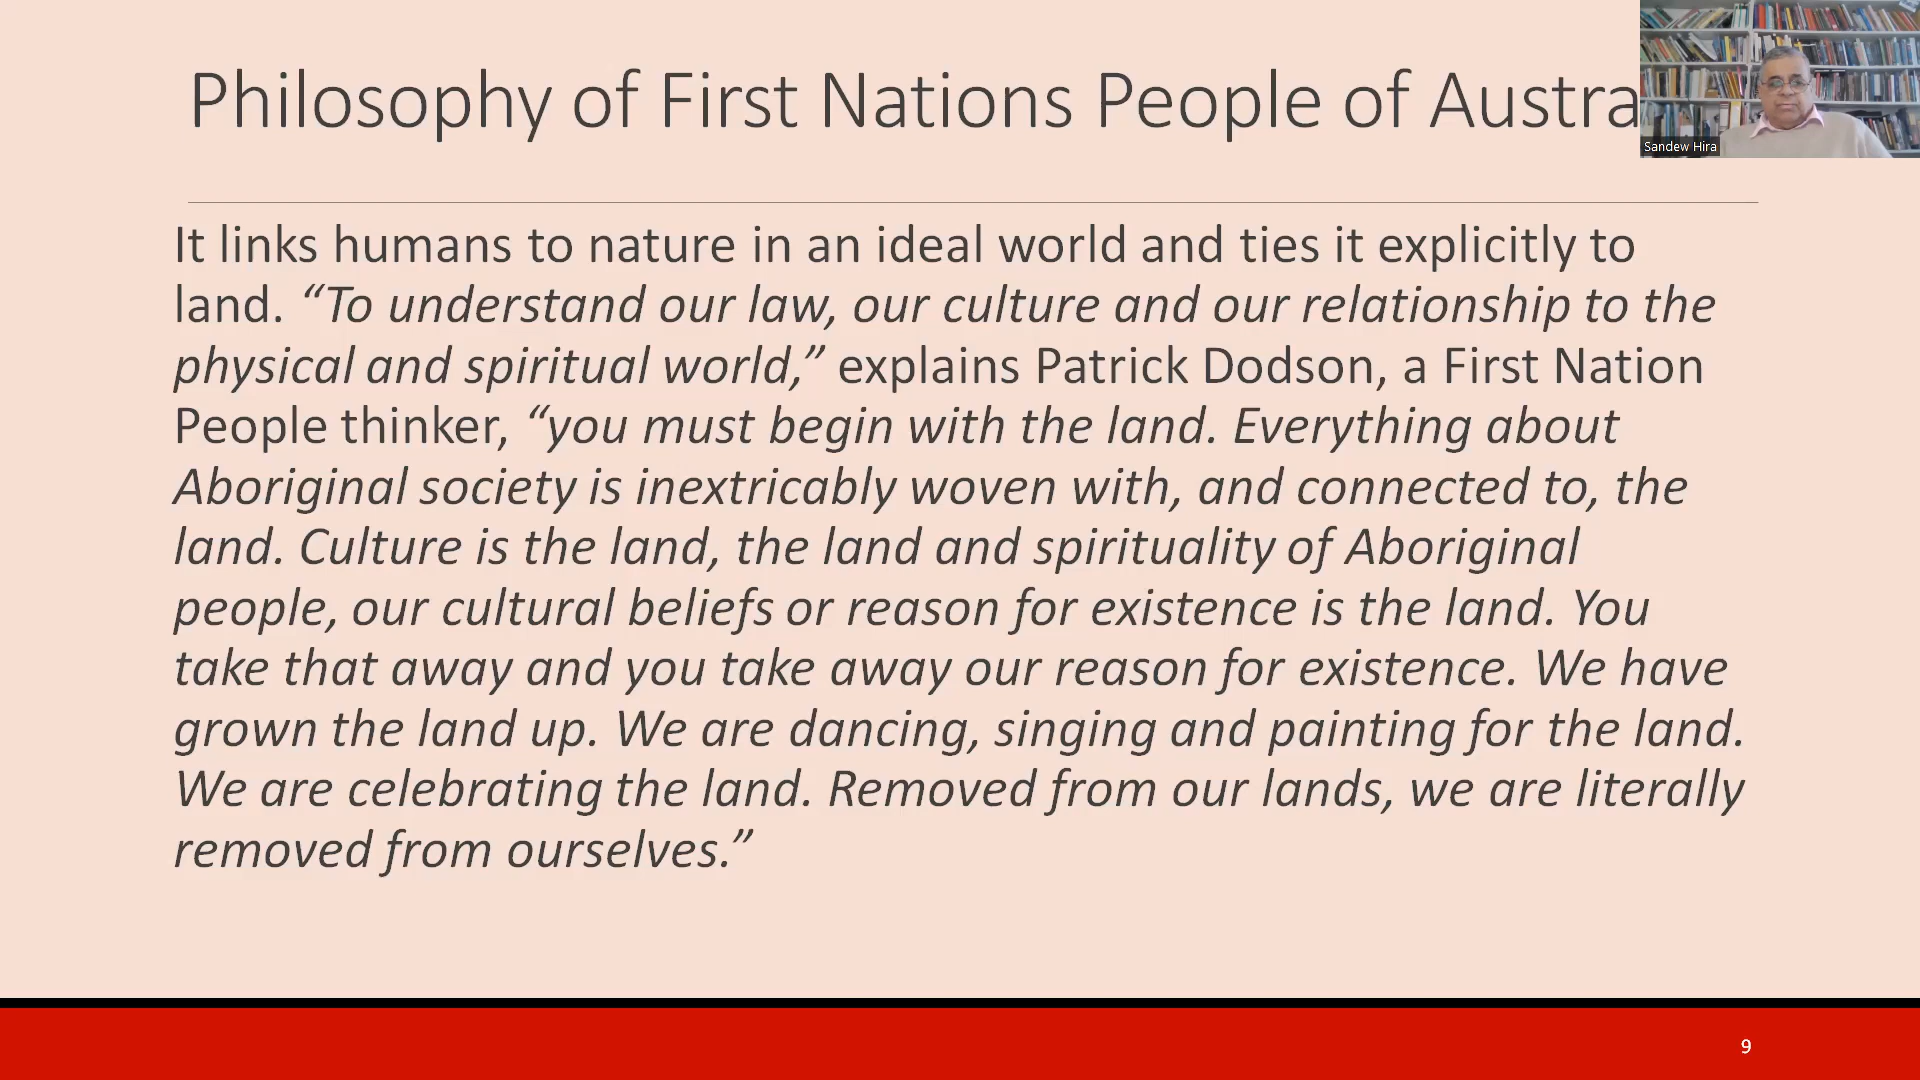 Philosophy of First Nations People of Austra
Sandew Hira
It links humans to nature in an ideal world and ties it explicitly to
land. “To understand our law, our culture and our relationship to the
physical and spiritual world,” explains Patrick Dodson, a First Nation
People thinker, “you must begin with the land. Everything about
Aboriginal society is inextricably woven with, and connected to, the
land. Culture is the land, the land and spirituality of Aboriginal
people, our cultural beliefs or reason for existence is the land. You
take that away and you take away our reason for existence. We have
grown the land up. We are dancing, singing and painting for the land.
We are celebrating the land. Removed from our lands, we are literally
removed from ourselves.”
9